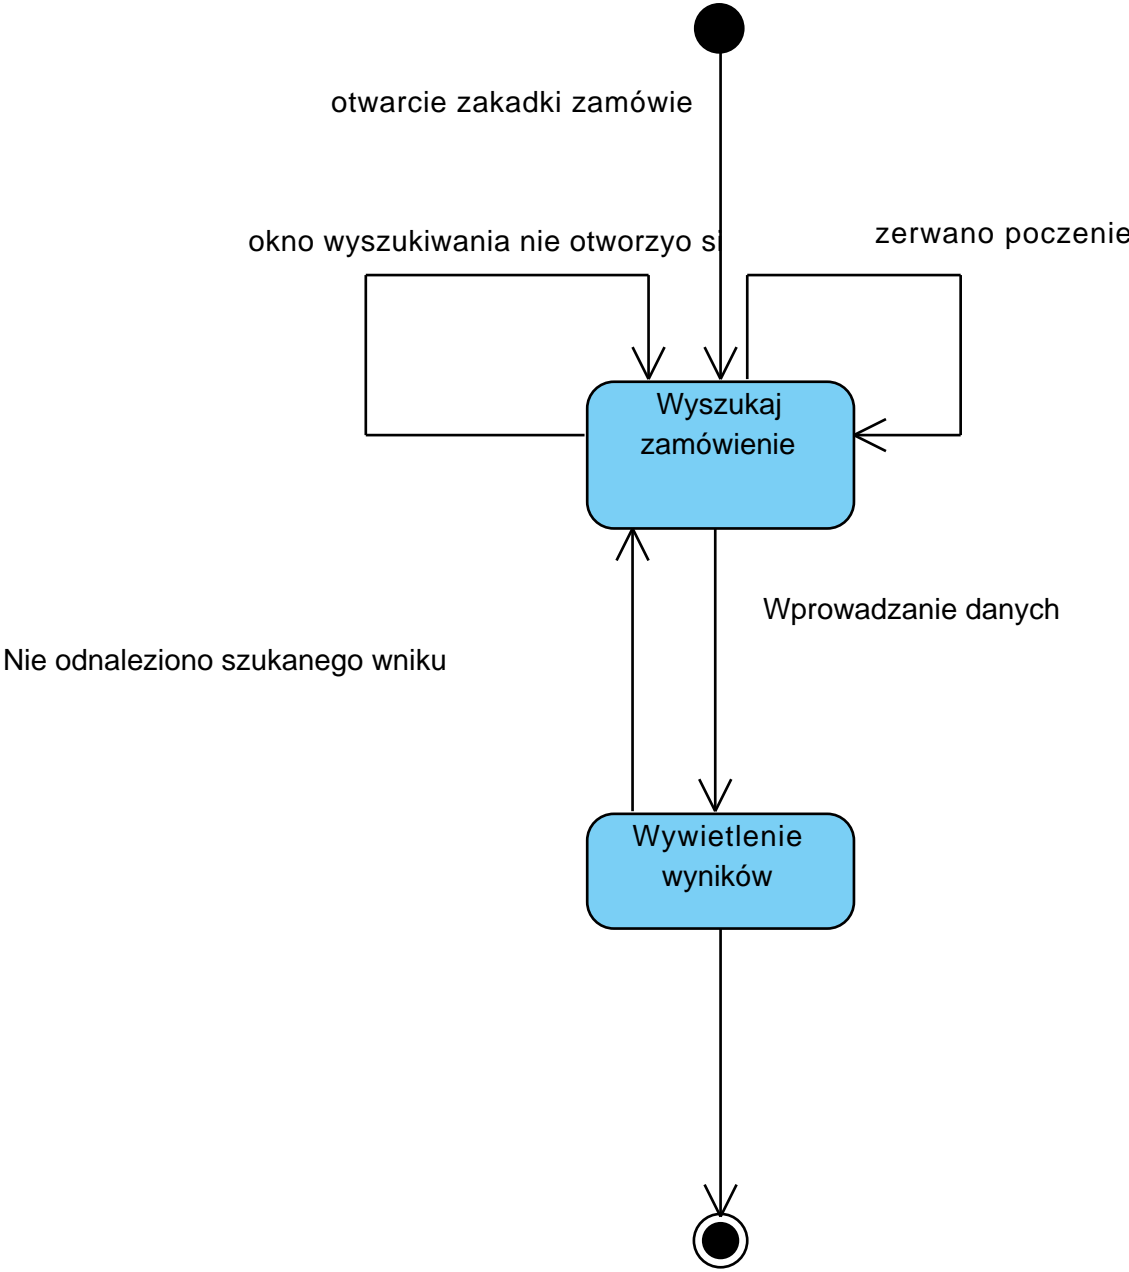 otwarcie zakadki zamówie
okno wyszukiwania nie otworzyo si
zerwano poczenie
Wyszukaj
zamówienie
Wprowadzanie danych
Nie odnaleziono szukanego wniku
Wywietlenie
wyników